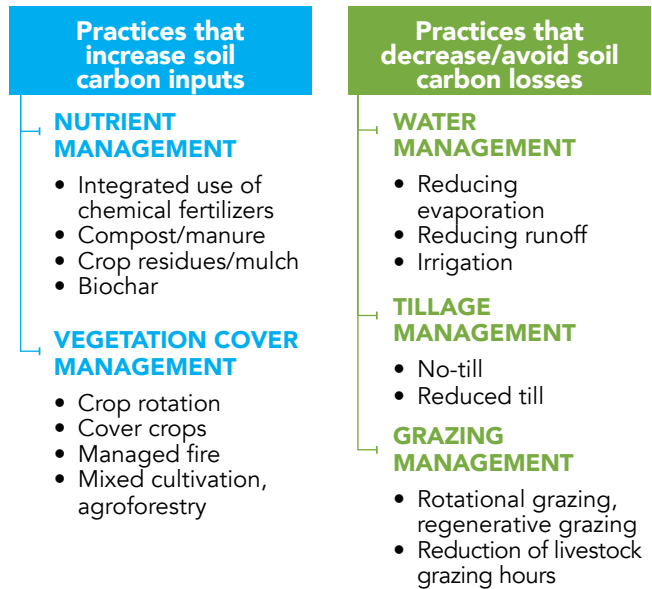 Practices that
increase soil
carbon inputs
NUTRIENT
MANAGEMENT
• Integrated use of
chemical fertilizers
• Compost/manure
• Crop residues/mulch
• Biochar
VEGETATION COVER
MANAGEMENT
• Crop rotation
• Cover crops
• Managed fire
• Mixed cultivation,
agroforestry
Practices that
decrease/avoid soil
carbon losses
WATER
MANAGEMENT
• Reducing
evaporation
• Reducing runoff
• Irrigation
TILLAGE
MANAGEMENT
• No-till
• Reduced till
GRAZING
MANAGEMENT
• Rotational grazing,
regenerative grazing
• Reduction of livestock
grazing hours